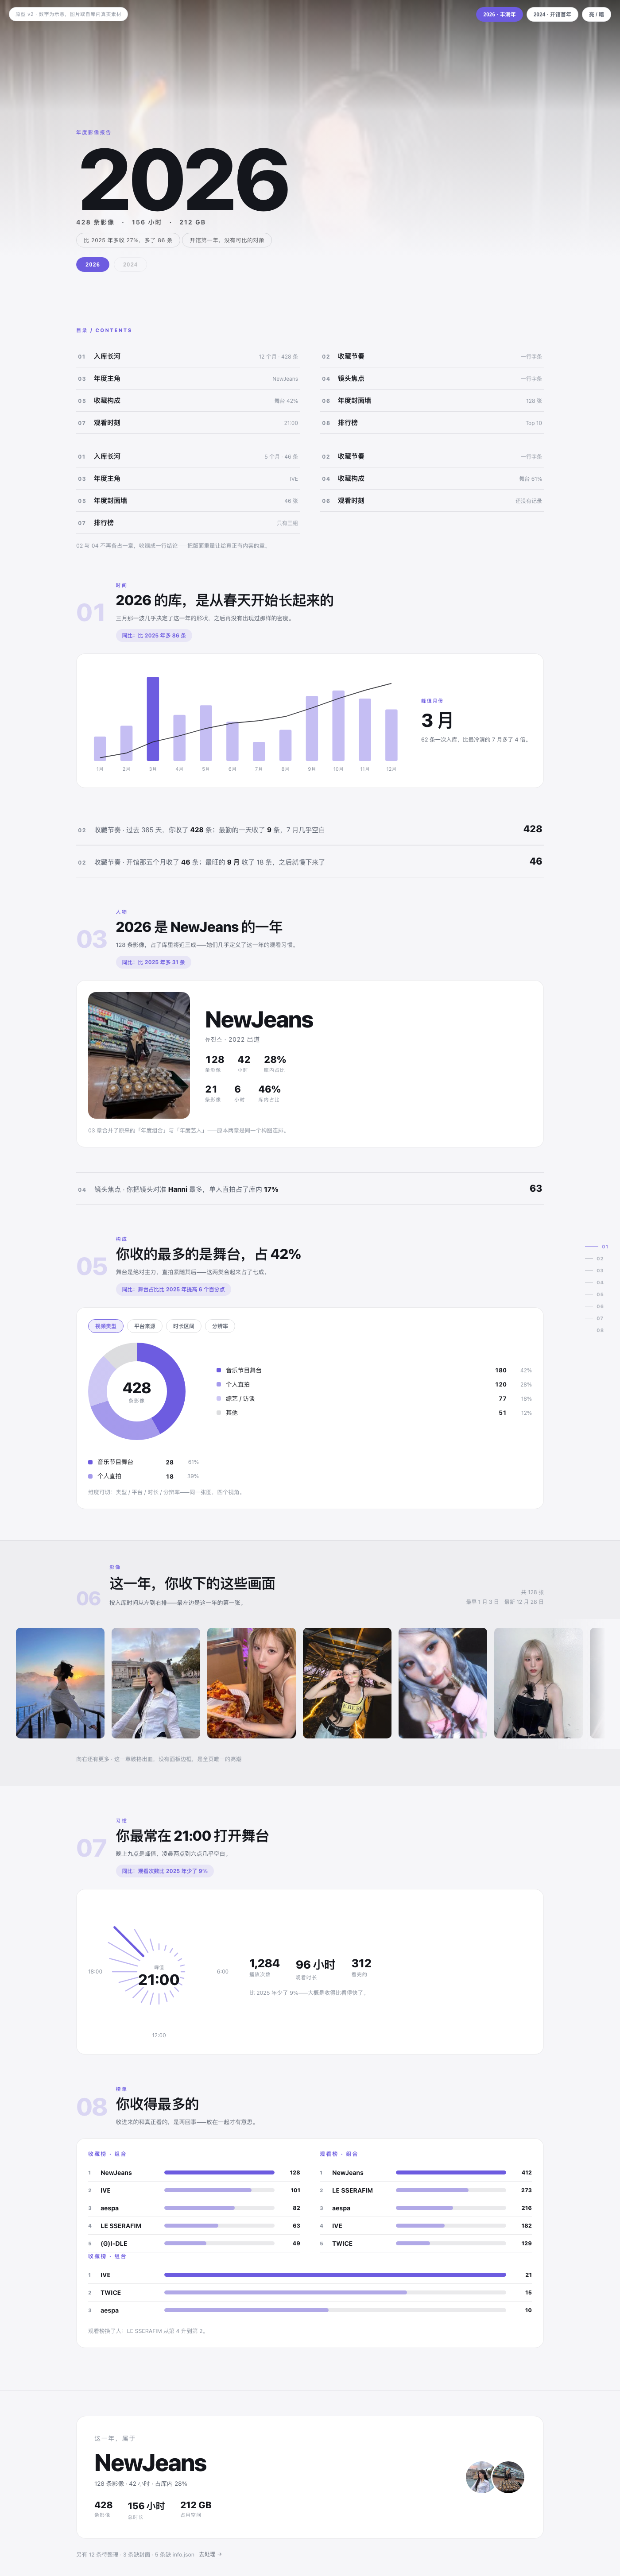 原型 v2 · 数字为示意，图片取自库内真实素材
2026 · 丰满年
2024 · 开馆首年
亮 / 暗
年度影像报告
2026
428 条影像 · 156 小时 · 212 GB
比 2025 年多收 27%，多了 86 条
开馆第一年，没有可比的对象
2026
2024
目录 / CONTENTS
01 入库长河 12 个月 · 428 条
02 收藏节奏 一行字条
03 年度主角 NewJeans
04 镜头焦点 一行字条
05 收藏构成 舞台 42%
06 年度封面墙 128 张
07 观看时刻 21:00
08 排行榜 Top 10
01 入库长河 5 个月 · 46 条
02 收藏节奏 一行字条
03 年度主角 IVE
04 收藏构成 舞台 61%
05 年度封面墙 46 张
06 观看时刻 还没有记录
07 排行榜 只有三组
02 与 04 不再各占一章，收缩成一行结论——把版面重量让给真正有内容的章。
时间
01
2026 的库，是从春天开始长起来的
三月那一波几乎决定了这一年的形状，之后再没有出现过那样的密度。
同比：比 2025 年多 86 条
1月 2月 3月 4月 5月 6月 7月 8月 9月 10月 11月 12月
峰值月份
3 月
62 条一次入库，比最冷清的 7 月多了 4 倍。
02 收藏节奏 · 过去 365 天，你收了 428 条；最勤的一天收了 9 条，7 月几乎空白 428
02 收藏节奏 · 开馆那五个月收了 46 条；最旺的 9 月 收了 18 条，之后就慢下来了 46
人物
03
2026 是 NewJeans 的一年
128 条影像，占了库里将近三成——她们几乎定义了这一年的观看习惯。
同比：比 2025 年多 31 条
NewJeans
뉴진스 · 2022 出道
128 42 28%
条影像 小时 库内占比
21 6 46%
条影像 小时 库内占比
03 章合并了原来的「年度组合」与「年度艺人」——原本两章是同一个构图连排。
04 镜头焦点 · 你把镜头对准 Hanni 最多，单人直拍占了库内 17% 63
构成
05
你收的最多的是舞台，占 42%
舞台是绝对主力，直拍紧随其后——这两类合起来占了七成。
同比：舞台占比比 2025 年提高 6 个百分点
视频类型 平台来源 时长区间 分辨率
428
条影像
音乐节目舞台 180 42%
个人直拍 120 28%
综艺 / 访谈 77 18%
其他 51 12%
音乐节目舞台 28 61%
个人直拍 18 39%
维度可切：类型 / 平台 / 时长 / 分辨率——同一张图，四个视角。
01
02
03
04
05
06
07
08
影像
06
这一年，你收下的这些画面
按入库时间从左到右排——最左边是这一年的第一张。
共 128 张
最早 1 月 3 日 最新 12 月 28 日
向右还有更多 · 这一章破格出血，没有面板边框，是全页唯一的高潮
习惯
07
你最常在 21:00 打开舞台
晚上九点是峰值，凌晨两点到六点几乎空白。
同比：观看次数比 2025 年少了 9%
18:00
峰值
21:00
6:00
12:00
1,284 96 小时 312
播放次数 观看时长 看完的
比 2025 年少了 9%——大概是收得比看得快了。
榜单
08
你收得最多的
收进来的和真正看的，是两回事——放在一起才有意思。
收藏榜 · 组合
1 NewJeans 128
2 IVE 101
3 aespa 82
4 LE SSERAFIM 63
5 (G)I-DLE 49
观看榜 · 组合
1 NewJeans 412
2 LE SSERAFIM 273
3 aespa 216
4 IVE 182
5 TWICE 129
收藏榜 · 组合
1 IVE 21
2 TWICE 15
3 aespa 10
观看榜换了人：LE SSERAFIM 从第 4 升到第 2。
这一年，属于
NewJeans
128 条影像 · 42 小时 · 占库内 28%
428 156 小时 212 GB
条影像 总时长 占用空间
另有 12 条待整理 · 3 条缺封面 · 5 条缺 info.json 去处理 →